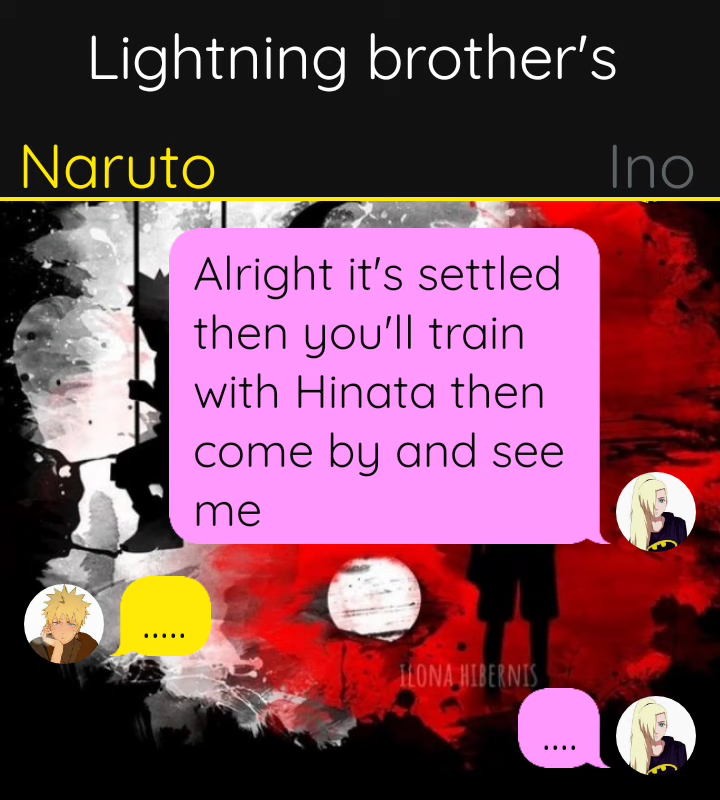 Lightning brother's
Naruto Ino
Alright it's settled
then you'll train
with Hinata then
come by and see
me
.....
ILONA HIBERNIS
....